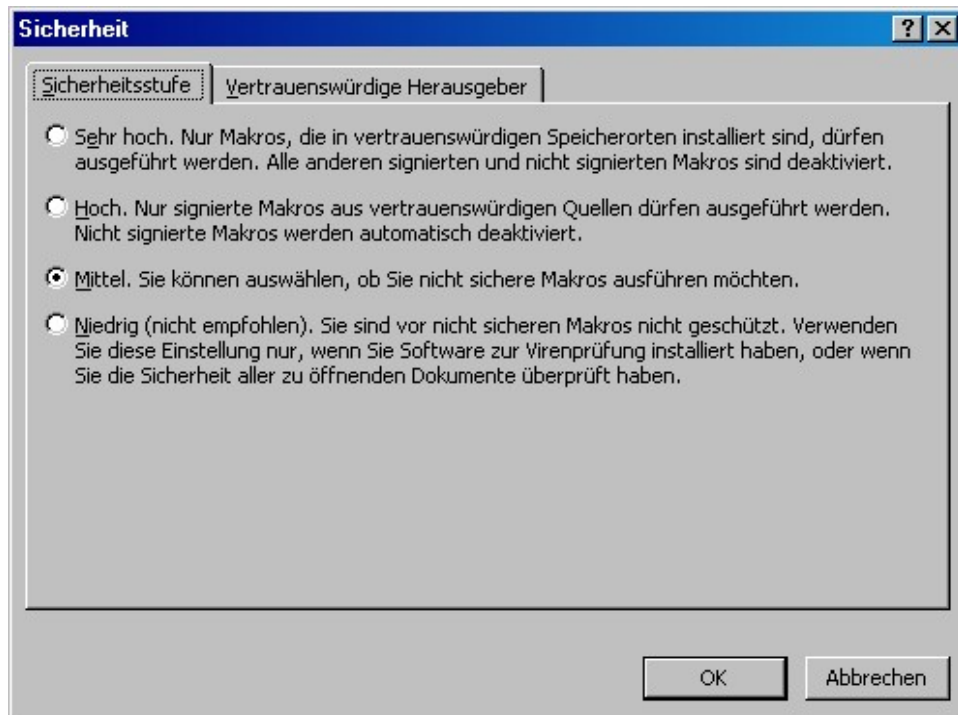 Sicherheit
Sicherheitsstufe
Vertrauenswürdige Herausgeber
Sehr hoch. Nur Makros, die in vertrauenswürdigen Speicherorten installiert sind, dürfen
ausgeführt werden. Alle anderen signierten und nicht signierten Makros sind deaktiviert.
Hoch. Nur signierte Makros aus vertrauenswürdigen Quellen dürfen ausgeführt werden.
Nicht signierte Makros werden automatisch deaktiviert.
Mittel. Sie können auswählen, ob Sie nicht sichere Makros ausführen möchten.
Niedrig (nicht empfohlen). Sie sind vor nicht sicheren Makros nicht geschützt. Verwenden
Sie diese Einstellung nur, wenn Sie Software zur Virenprüfung installiert haben, oder wenn
Sie die Sicherheit aller zu öffnenden Dokumente überprüft haben.
OK
Abbrechen